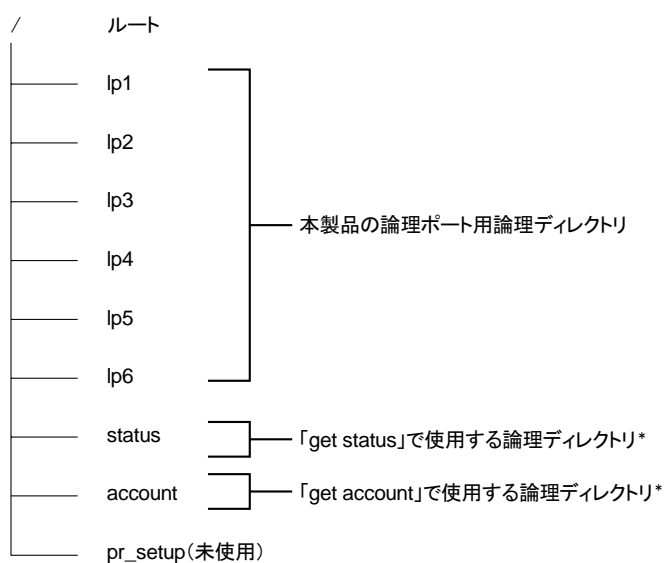 / ルート
lp1
lp2
lp3
本製品の論理ポート用論理ディレクトリ
lp4
lp5
lp6
status 「get status」で使用する論理ディレクトリ*
account 「get account」で使用する論理ディレクトリ*
pr_setup(未使用)